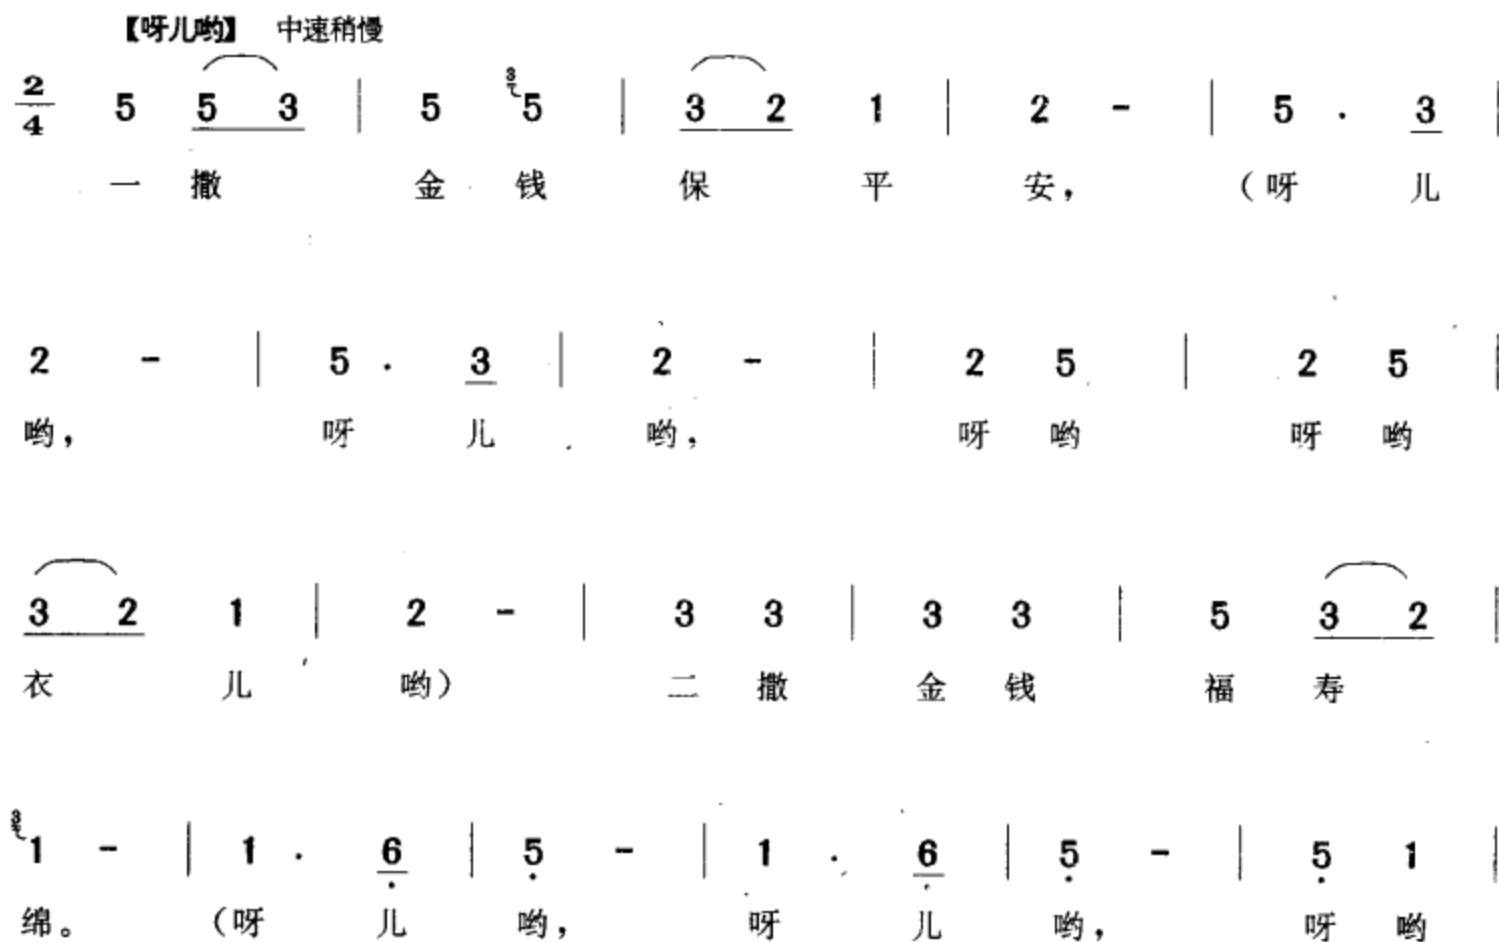 【呀儿哟】 中速稍慢
2/4 5 5 3 | 5 3 5 | 3 2 1 | 2 - | 5 . 3 |
一 撒 金 钱 保 平 安， （呀 儿
2 - | 5 . 3 | 2 - | 2 5 | 2 5 |
哟， 呀 儿 哟， 呀 哟 呀 哟
3 2 1 | 2 - | 3 3 | 3 3 | 5 3 2 |
衣 儿 哟） 二 撒 金 钱 福 寿
3 1 - | 1 . 6 | 5 - | 1 . 6 | 5 - | 5 1 |
绵。 （呀 儿 哟， 呀 儿 哟， 呀 哟